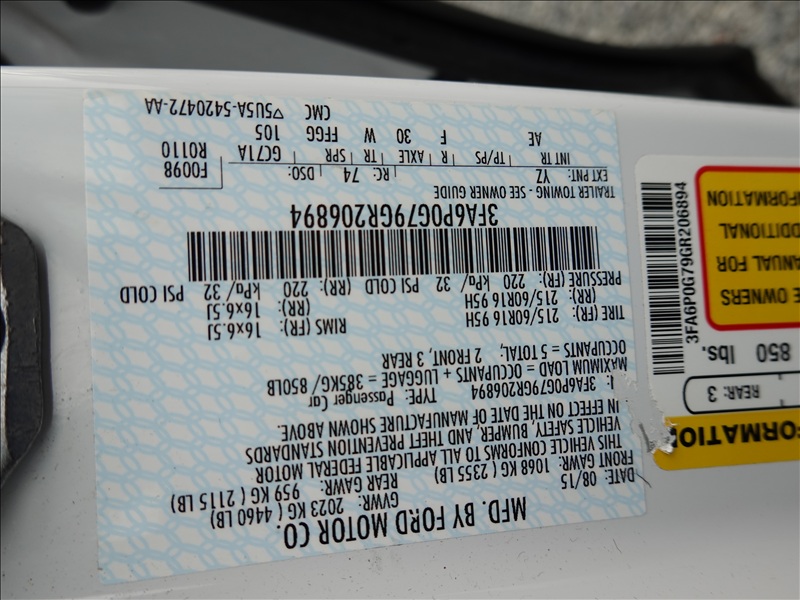 MFD. BY FORD MOTOR CO.
DATE: 08/15 GVWR: 2023 KG ( 4460 LB)
FRONT GAWR: REAR GAWR:
1068 KG ( 2355 LB) 959 KG ( 2115 LB)
THIS VEHICLE CONFORMS TO ALL APPLICABLE FEDERAL MOTOR
VEHICLE SAFETY, BUMPER, AND THEFT PREVENTION STANDARDS
IN EFFECT ON THE DATE OF MANUFACTURE SHOWN ABOVE.
: 3FA6P0G79GR206894 TYPE: Passenger Car
MAXIMUM LOAD = OCCUPANTS + LUGGAGE = 385KG/ 850LB
OCCUPANTS = 5 TOTAL: 2 FRONT, 3 REAR
TIRE (FR): 215/60R16 95H RIMS (FR): 16x6.5J
(RR): 215/60R16 95H (RR): 16x6.5J
PRESSURE (FR): 220 kPa/ 32 PSI COLD (RR): 220 kPa/ 32 PSI COLD
3FA6P0G79GR206894
TRAILER TOWING - SEE OWNER GUIDE
EXT PNT: YZ RC: 74 DSO: F0098
R0110
INT TR TP/PS R AXLE TR SPR GC71A
AE F 30 W FFGG 105
CMC ▽5U5A-5420472-AA
FORMATION
REAR: 3
850 lbs.
E OWNERS
MANUAL FOR
ADDITIONAL
FORMATION
3FA6P0G79GR206894